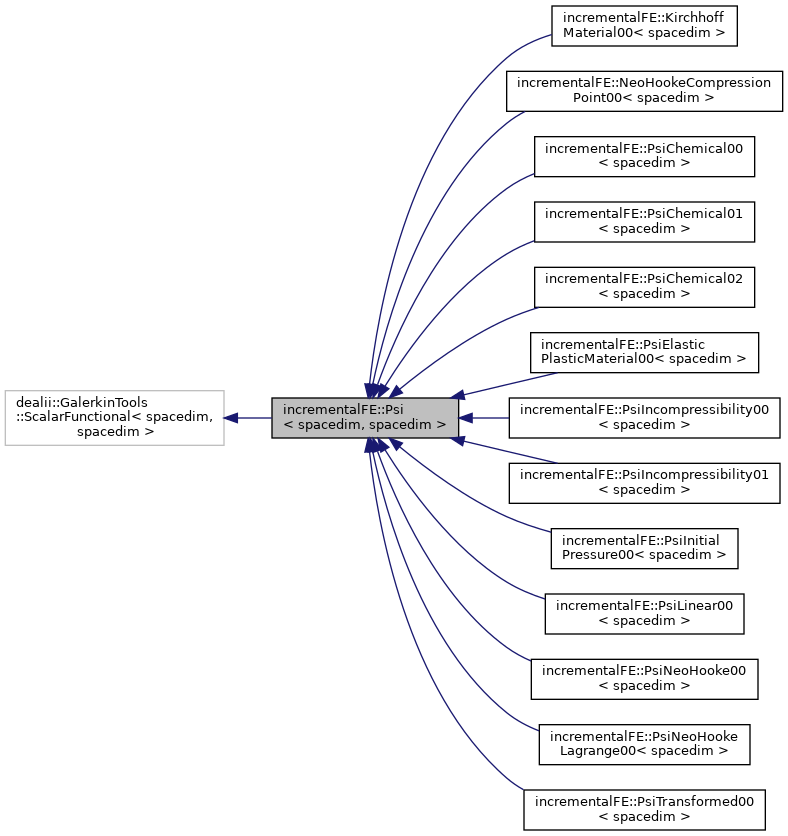 dealii::GalerkinTools
::ScalarFunctional< spacedim,
spacedim >
incrementalFE::Psi
< spacedim, spacedim >
incrementalFE::Kirchhoff
Material00< spacedim >
incrementalFE::NeoHookeCompression
Point00< spacedim >
incrementalFE::PsiChemical00
< spacedim >
incrementalFE::PsiChemical01
< spacedim >
incrementalFE::PsiChemical02
< spacedim >
incrementalFE::PsiElastic
PlasticMaterial00< spacedim >
incrementalFE::PsiIncompressibility00
< spacedim >
incrementalFE::PsiIncompressibility01
< spacedim >
incrementalFE::PsiInitial
Pressure00< spacedim >
incrementalFE::PsiLinear00
< spacedim >
incrementalFE::PsiNeoHooke00
< spacedim >
incrementalFE::PsiNeoHooke
Lagrange00< spacedim >
incrementalFE::PsiTransformed00
< spacedim >